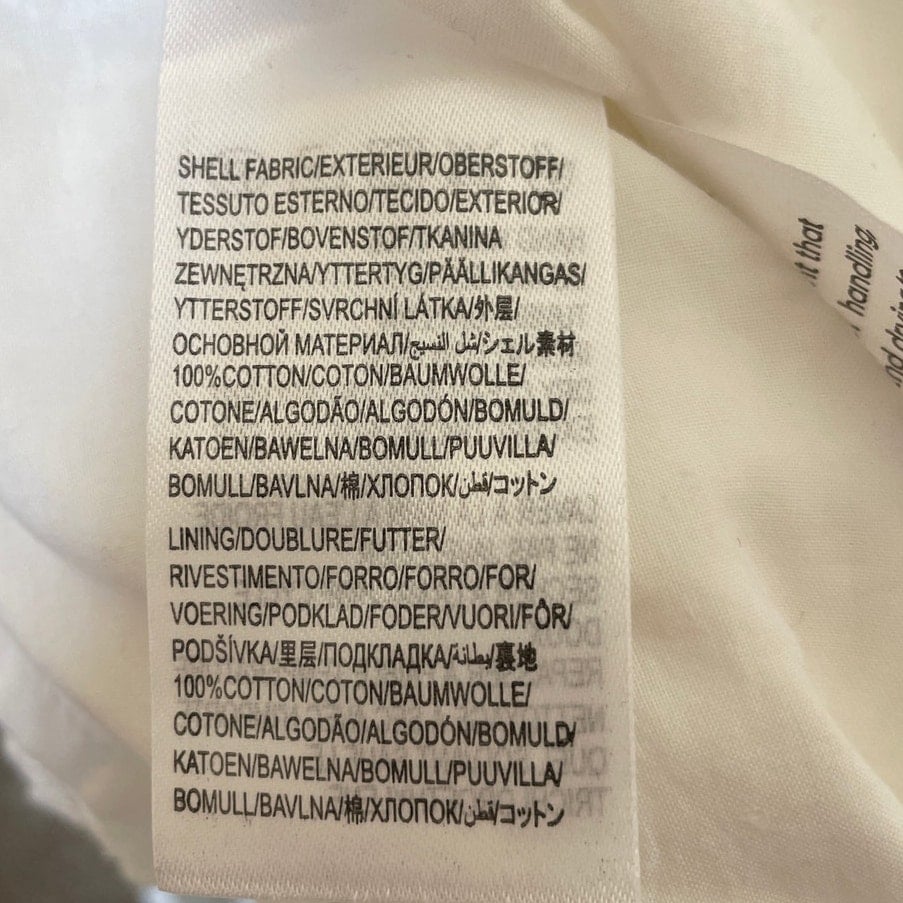 SHELL FABRIC/EXTERIEUR/OBERSTOFF/
TESSUTO ESTERNO/TECIDO/EXTERIOR/
YDERSTOF/BOVENSTOF/TKANINA
ZEWNĘTRZNA/YTTERTYG/PÄÄLLIKANGAS/
YTTERSTOFF/SVRCHNÍ LÁTKA/外层/
ОСНОВНОЙ МАТЕРИАЛ/شل النسيج/シェル素材
100%COTTON/COTON/BAUMWOLLE/
COTONE/ALGODÃO/ALGODÓN/BOMULD/
KATOEN/BAWELNA/BOMULL/PUUVILLA/
BOMULL/BAVLNA/棉/ХЛОПОК/قطن/コットン
LINING/DOUBLURE/FUTTER/
RIVESTIMENTO/FORRO/FORRO/FOR/
VOERING/PODKLAD/FODER/VUORI/FÔR/
PODŠÍVKA/里层/ПОДКЛАДКА/بطانة/裏地
100%COTTON/COTON/BAUMWOLLE/
COTONE/ALGODÃO/ALGODÓN/BOMULD/
KATOEN/BAWELNA/BOMULL/PUUVILLA/
BOMULL/BAVLNA/棉/ХЛОПОК/قطن/コットン
that
handling,